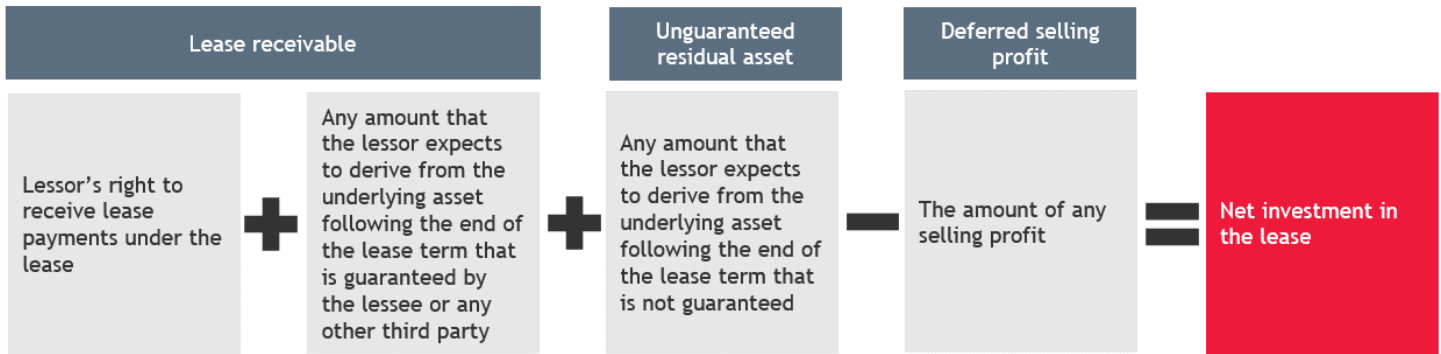 Lease receivable
Unguaranteed
residual asset
Deferred selling
profit
Lessor’s right to
receive lease
payments under the
lease
Any amount that
the lessor expects
to derive from the
underlying asset
following the end of
the lease term that
is guaranteed by
the lessee or any
other third party
Any amount that
the lessor expects
to derive from the
underlying asset
following the end of
the lease term that
is not guaranteed
The amount of any
selling profit
Net investment in
the lease